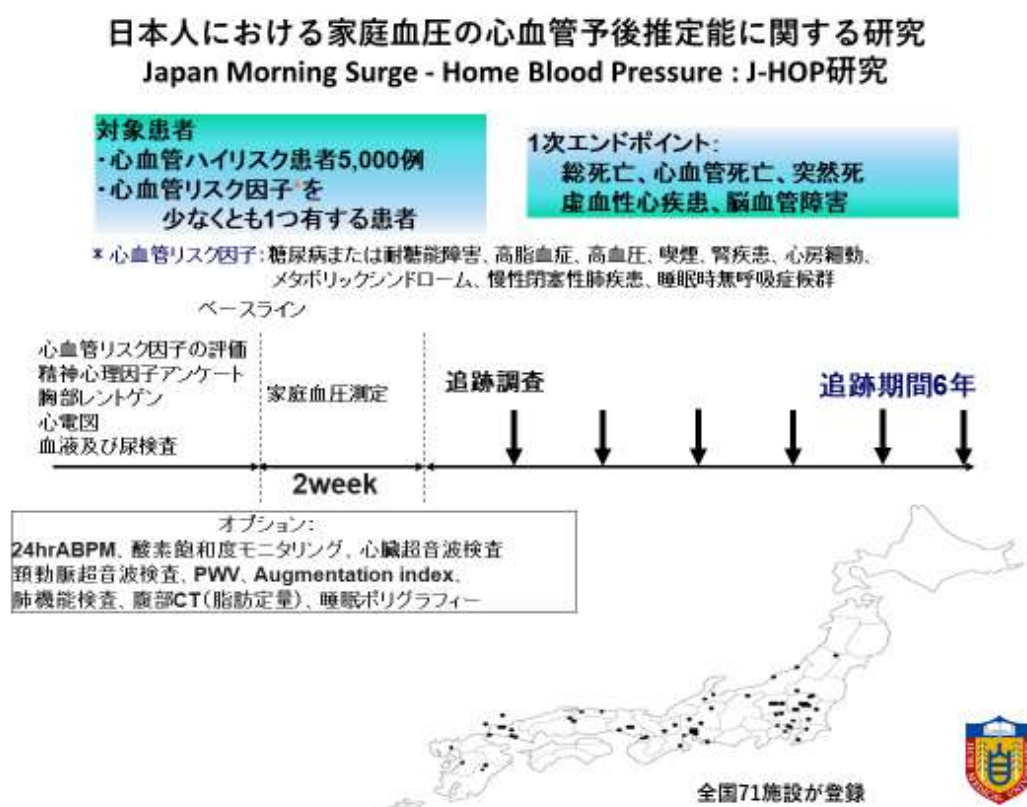 日本人における家庭血圧の心血管予後推定能に関する研究
Japan Morning Surge - Home Blood Pressure : J-HOP研究
対象患者
・心血管ハイリスク患者5,000例
・心血管リスク因子*を
少なくとも1つ有する患者
1次エンドポイント:
総死亡、心血管死亡、突然死
虚血性心疾患、脳血管障害
* 心血管リスク因子:糖尿病または耐糖能障害、高脂血症、高血圧、喫煙、腎疾患、心房細動、
メタボリックシンドローム、慢性閉塞性肺疾患、睡眠時無呼吸症候群
ベースライン
心血管リスク因子の評価
精神心理因子アンケート
胸部レントゲン
心電図
血液及び尿検査
家庭血圧測定
追跡調査
追跡期間6年
2week
オプション:
24hrABPM、酸素飽和度モニタリング、心臓超音波検査
頚動脈超音波検査、PWV、Augmentation index、
肺機能検査、腹部CT(脂肪定量)、睡眠ポリグラフィー
全国71施設が登録
JICHI MEDICAL UNIV